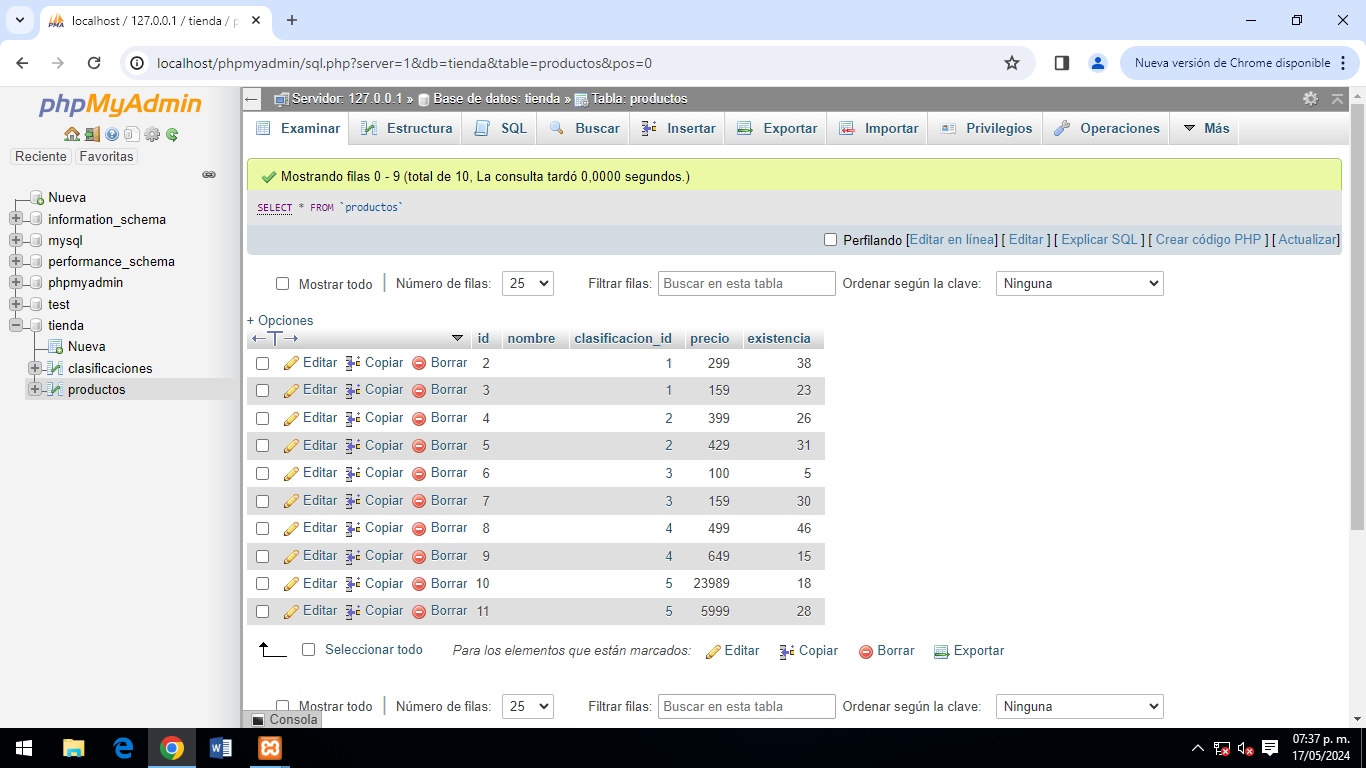 localhost / 127.0.0.1 / tienda / p
localhost/phpmyadmin/sql.php?server=1&db=tienda&table=productos&pos=0
Nueva versión de Chrome disponible
phpMyAdmin
Reciente Favoritas
Nueva
information_schema
mysql
performance_schema
phpmyadmin
test
tienda
Nueva
clasificaciones
productos
Servidor: 127.0.0.1 » Base de datos: tienda » Tabla: productos
Examinar Estructura SQL Buscar Insertar Exportar Importar Privilegios Operaciones Más
Mostrando filas 0 - 9 (total de 10, La consulta tardó 0,0000 segundos.)
SELECT * FROM `productos`
Perfilando [Editar en línea] [ Editar ] [ Explicar SQL ] [ Crear código PHP ] [ Actualizar]
Mostrar todo | Número de filas: 25 Filtrar filas: Buscar en esta tabla Ordenar según la clave: Ninguna
+ Opciones
←T→ id nombre clasificacion_id precio existencia
Editar Copiar Borrar 2 1 299 38
Editar Copiar Borrar 3 1 159 23
Editar Copiar Borrar 4 2 399 26
Editar Copiar Borrar 5 2 429 31
Editar Copiar Borrar 6 3 100 5
Editar Copiar Borrar 7 3 159 30
Editar Copiar Borrar 8 4 499 46
Editar Copiar Borrar 9 4 649 15
Editar Copiar Borrar 10 5 23989 18
Editar Copiar Borrar 11 5 5999 28
Seleccionar todo Para los elementos que están marcados: Editar Copiar Borrar Exportar
Mostrar todo | Número de filas: 25 Filtrar filas: Buscar en esta tabla Ordenar según la clave: Ninguna
Consola
07:37 p. m.
17/05/2024